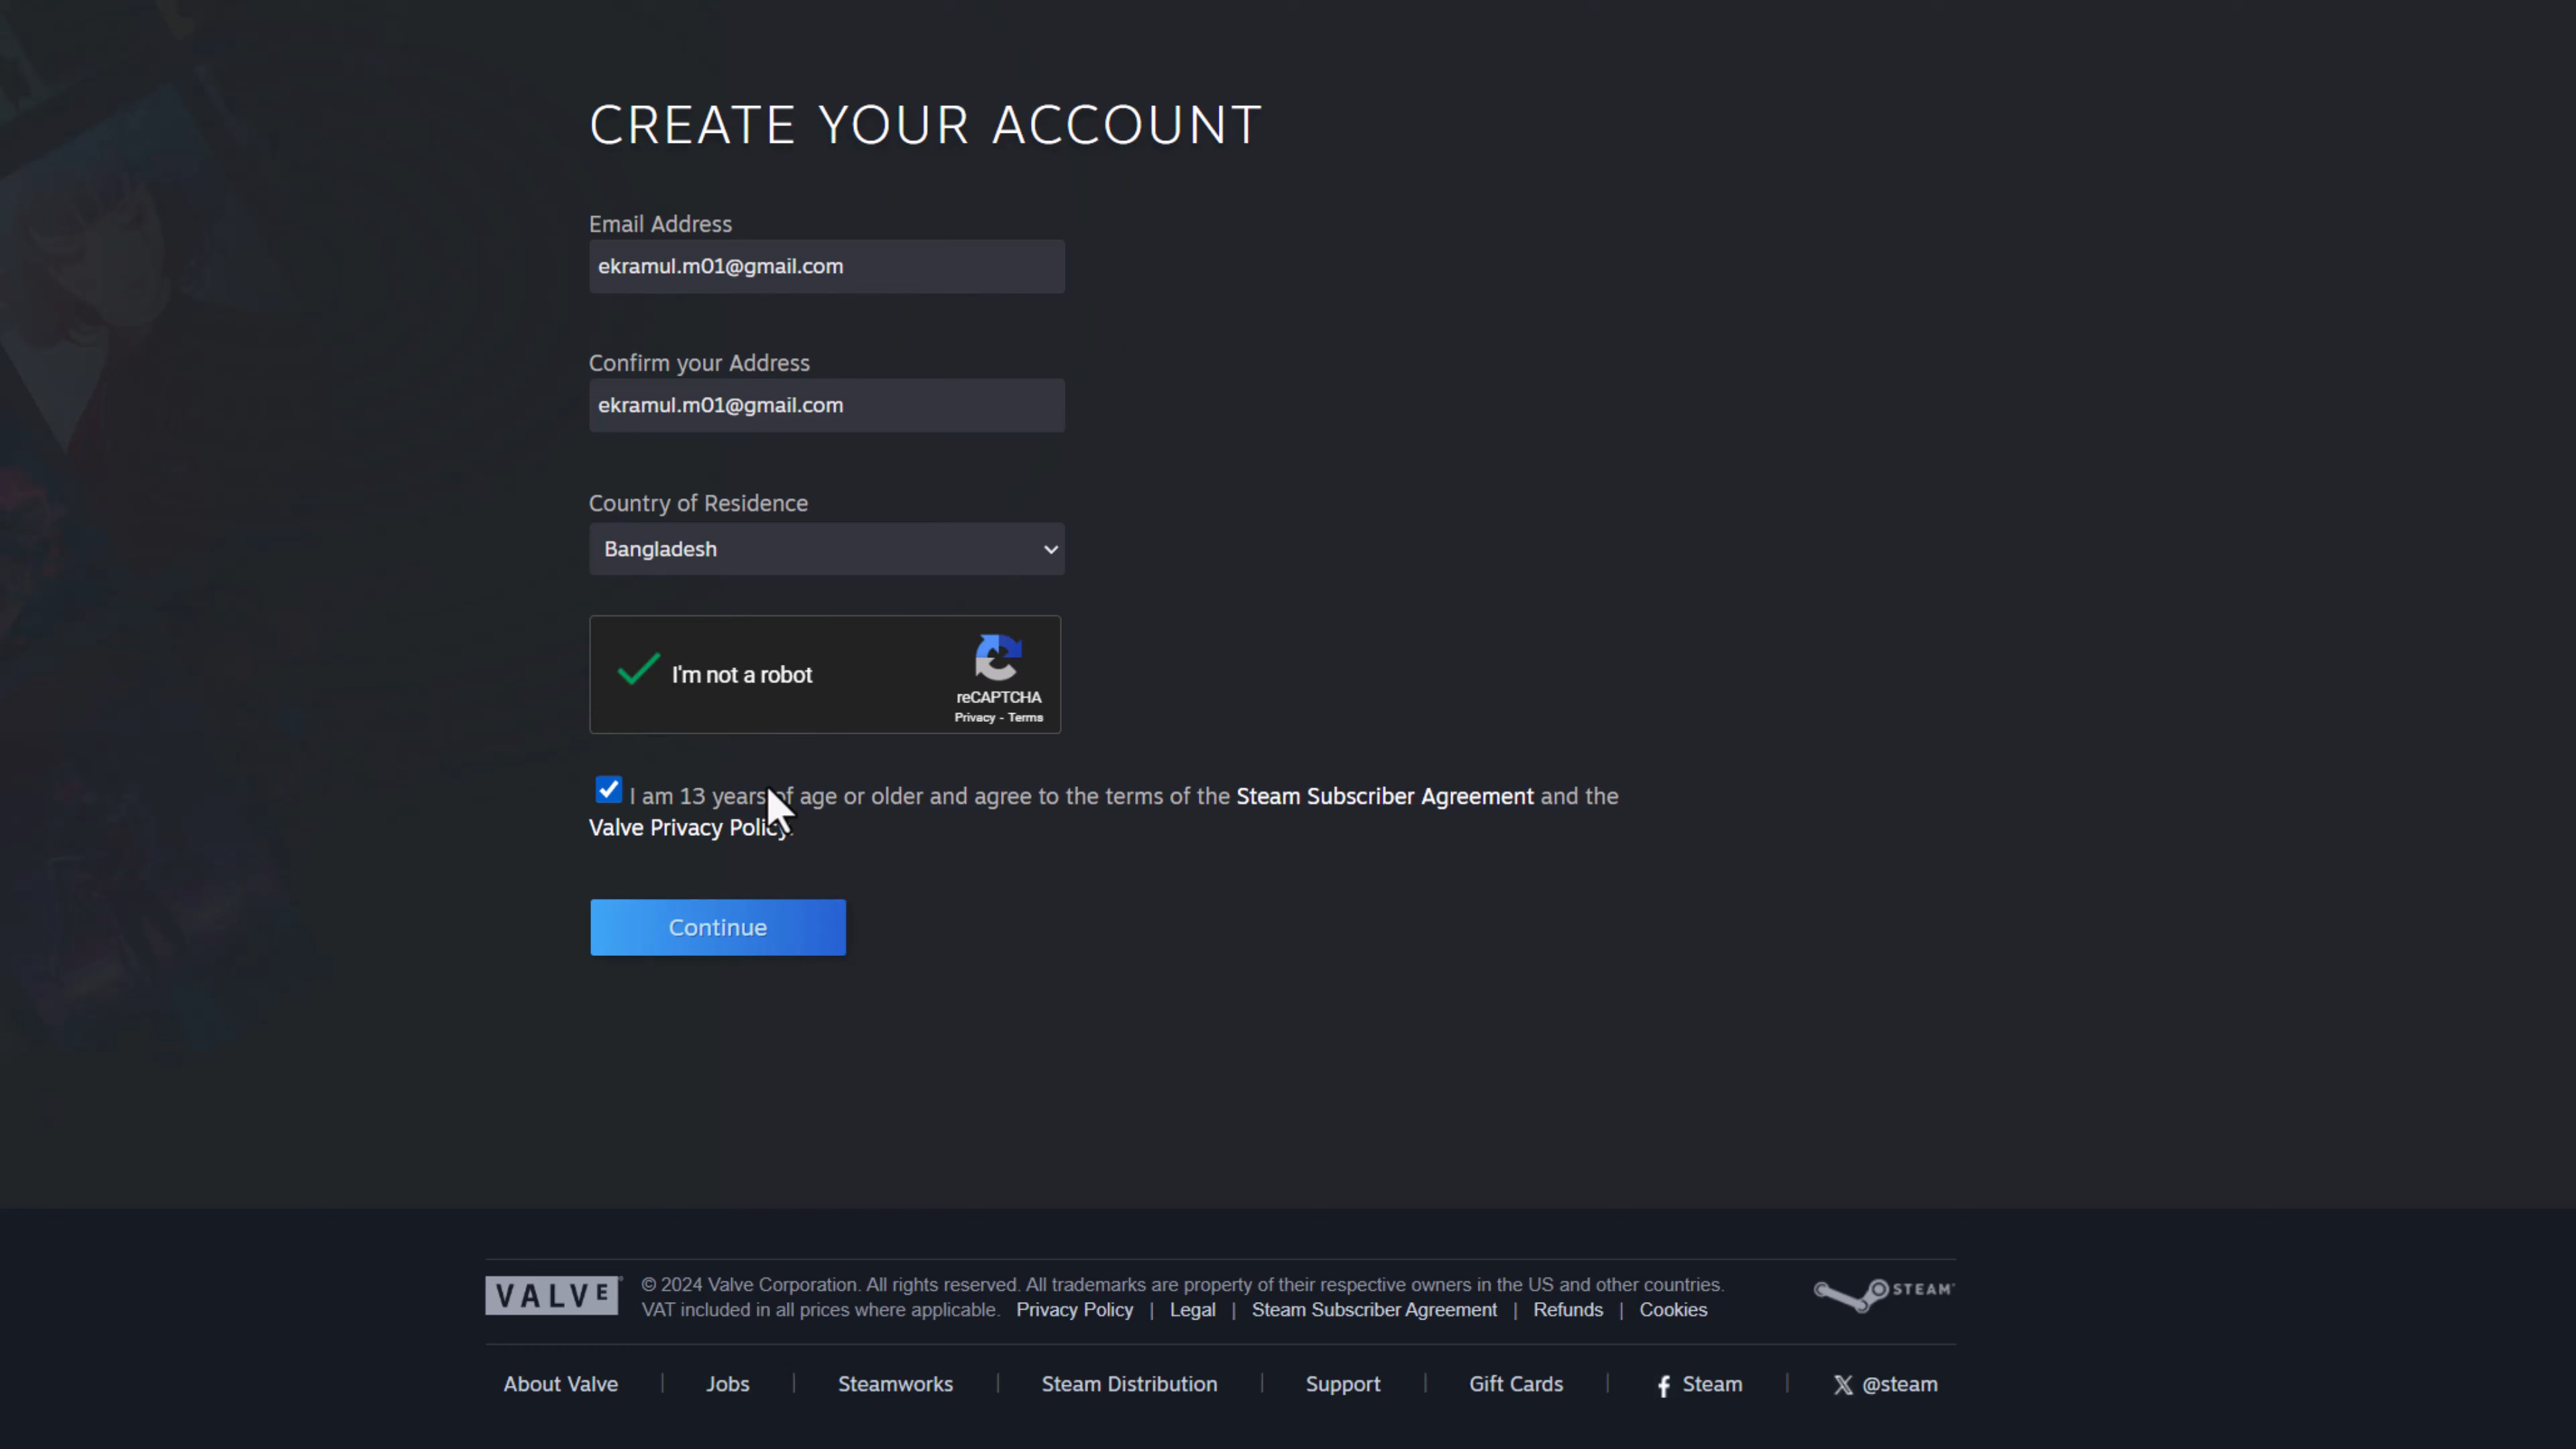 CREATE YOUR ACCOUNT
Email Address
ekramul.m01@gmail.com
Confirm your Address
ekramul.m01@gmail.com
Country of Residence
Bangladesh
I'm not a robot
reCAPTCHA
Privacy - Terms
I am 13 years of age or older and agree to the terms of the Steam Subscriber Agreement and the
Valve Privacy Policy.
Continue
VALVE
© 2024 Valve Corporation. All rights reserved. All trademarks are property of their respective owners in the US and other countries.
VAT included in all prices where applicable. Privacy Policy | Legal | Steam Subscriber Agreement | Refunds | Cookies
STEAM
About Valve | Jobs | Steamworks | Steam Distribution | Support | Gift Cards | Steam | @steam